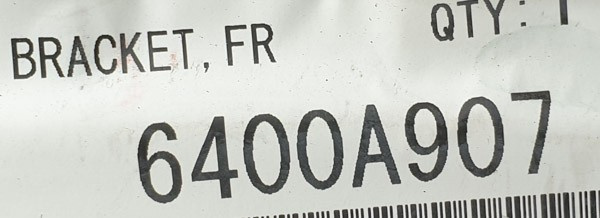 BRACKET, FR
QTY: 1
6400A907